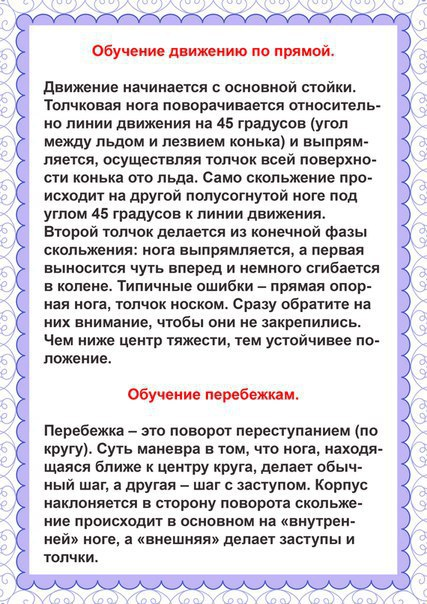 Обучение движению по прямой.
Движение начинается с основной стойки.
Толчковая нога поворачивается относитель-
но линии движения на 45 градусов (угол
между льдом и лезвием конька) и выпрям-
ляется, осуществляя толчок всей поверхно-
сти конька ото льда. Само скольжение про-
исходит на другой полусогнутой ноге под
углом 45 градусов к линии движения.
Второй толчок делается из конечной фазы
скольжения: нога выпрямляется, а первая
выносится чуть вперед и немного сгибается
в колене. Типичные ошибки – прямая опор-
ная нога, толчок носком. Сразу обратите на
них внимание, чтобы они не закрепились.
Чем ниже центр тяжести, тем устойчивее по-
ложение.
Обучение перебежкам.
Перебежка – это поворот переступанием (по
кругу). Суть маневра в том, что нога, находя-
щаяся ближе к центру круга, делает обыч-
ный шаг, а другая – шаг с заступом. Корпус
наклоняется в сторону поворота скольже-
ние происходит в основном на «внутрен-
ней» ноге, а «внешняя» делает заступы и
толчки.